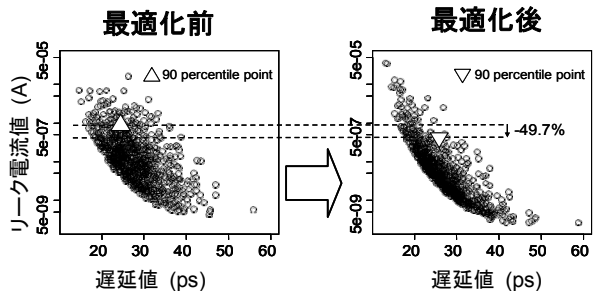 最適化前
最適化後
リーク電流値 (A)
5e-05
5e-07
5e-09
△ 90 percentile point
20 30 40 50 60
遅延値 (ps)
5e-05
5e-07
5e-09
▽ 90 percentile point
-49.7%
20 30 40 50 60
遅延値 (ps)